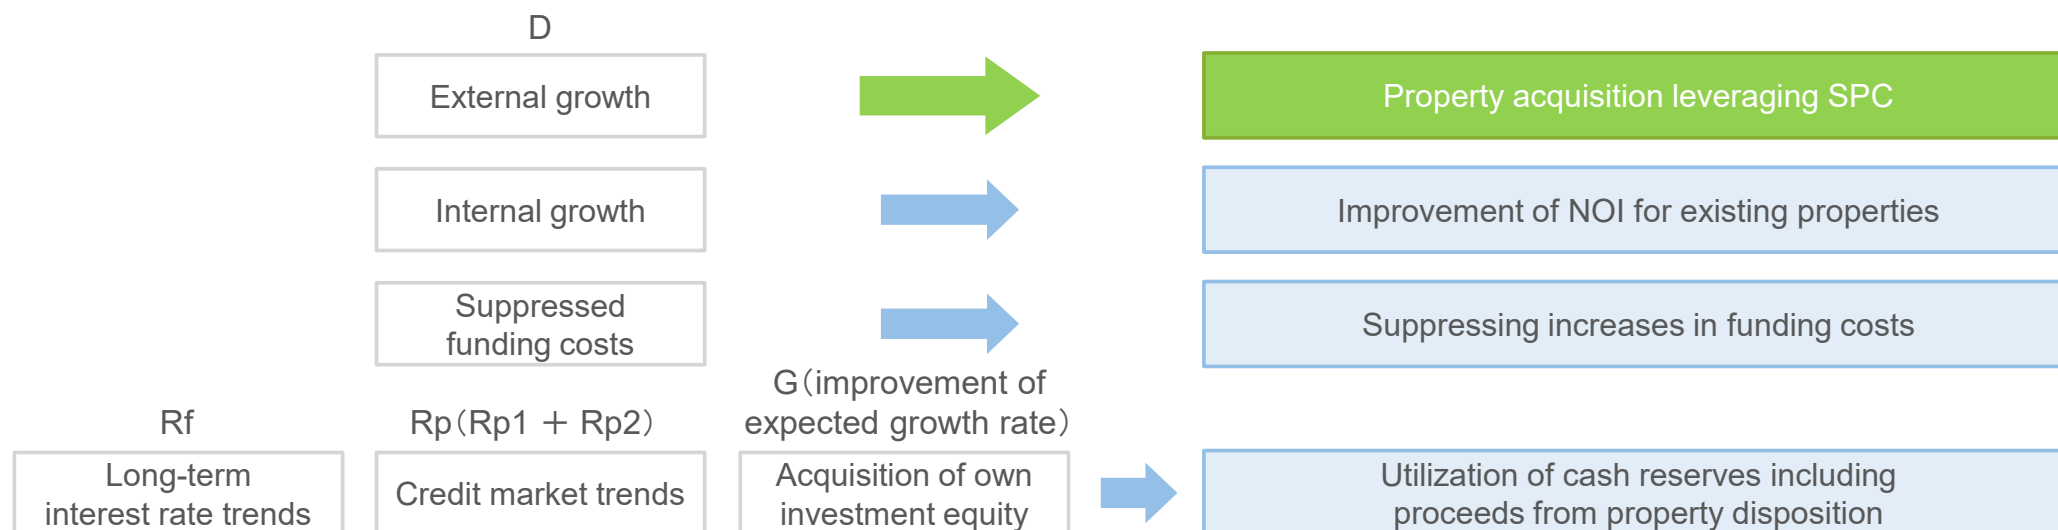 D
External growth
Property acquisition leveraging SPC
Internal growth
Improvement of NOI for existing properties
Suppressed
funding costs
Suppressing increases in funding costs
Rf
Rp（Rp1 ＋ Rp2）
G（improvement of
expected growth rate）
Long-term
interest rate trends
Credit market trends
Acquisition of own
investment equity
Utilization of cash reserves including
proceeds from property disposition